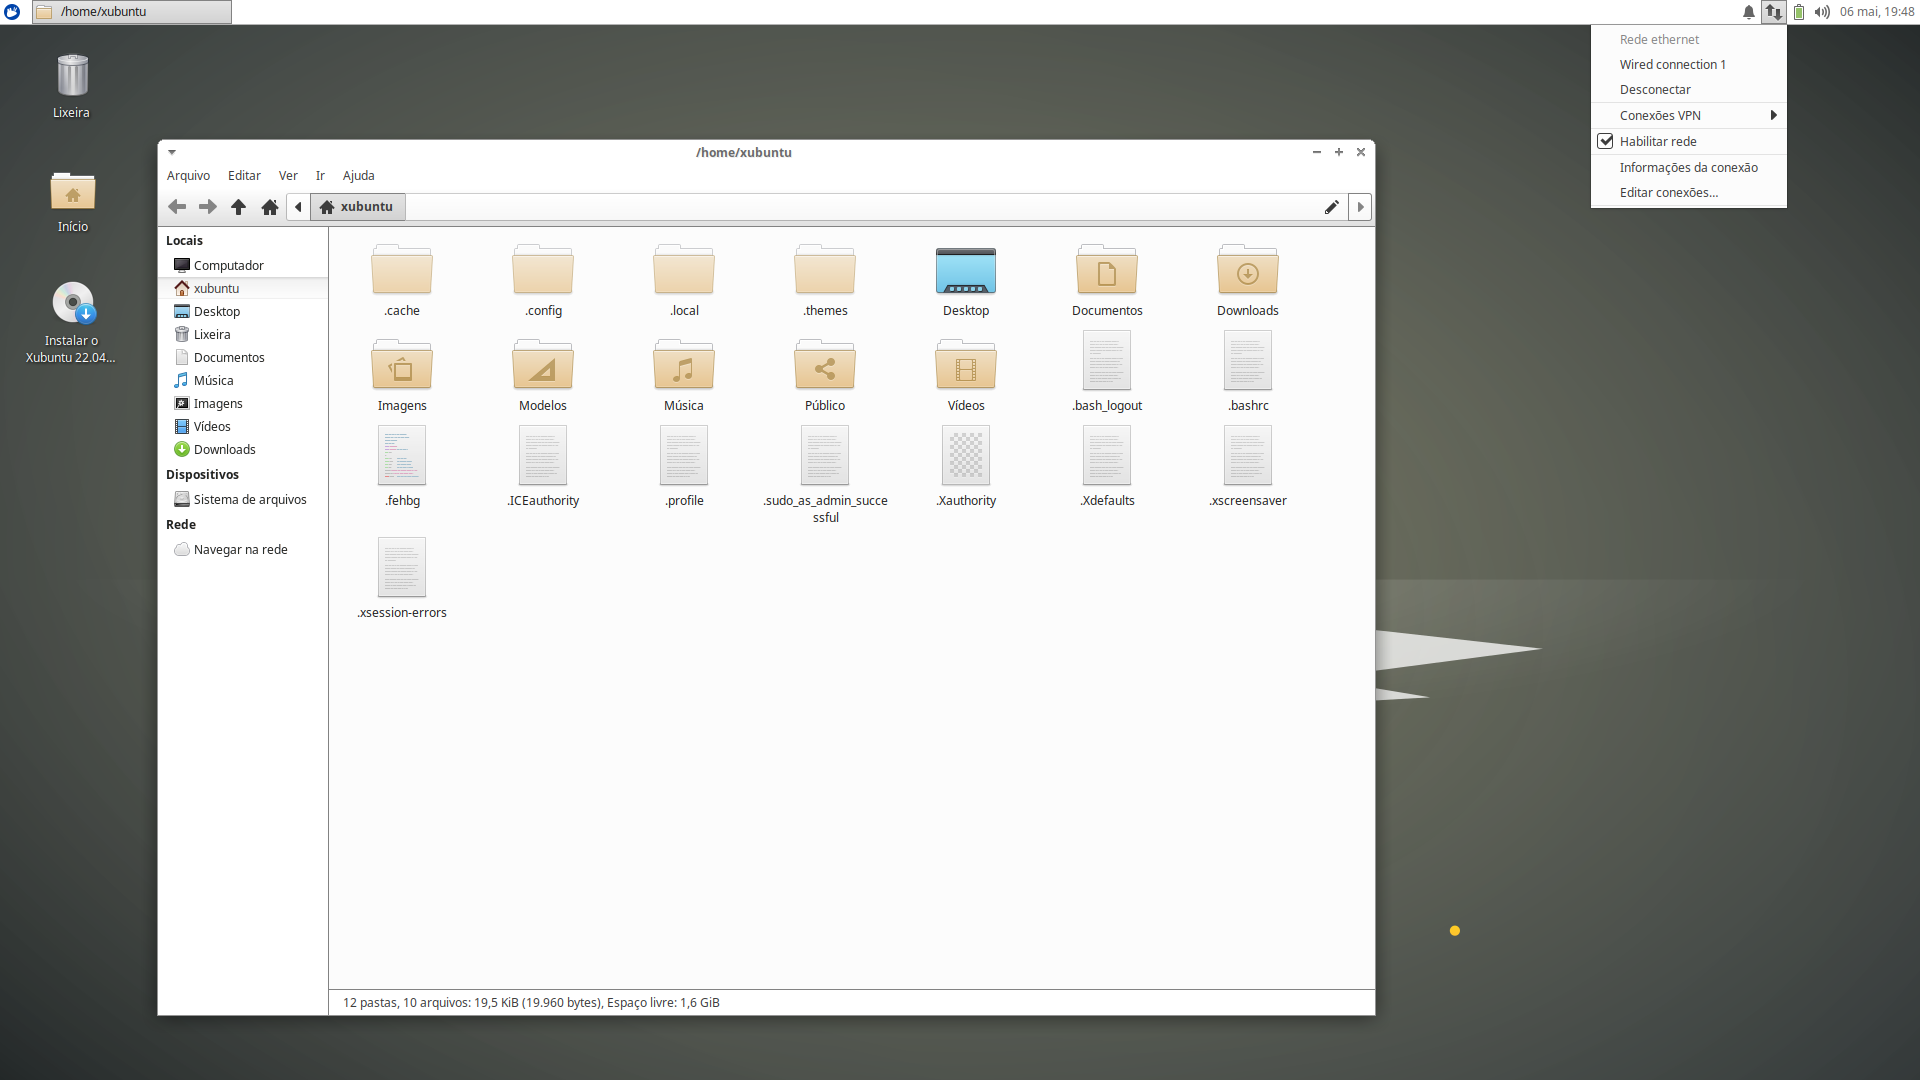 /home/xubuntu
06 mai, 19:48
Rede ethernet
Wired connection 1
Desconectar
Conexões VPN
Habilitar rede
Informações da conexão
Editar conexões...
Lixeira
Início
Instalar o
Xubuntu 22.04...
/home/xubuntu
Arquivo Editar Ver Ir Ajuda
xubuntu
Locais
Computador
xubuntu
Desktop
Lixeira
Documentos
Música
Imagens
Vídeos
Downloads
Dispositivos
Sistema de arquivos
Rede
Navegar na rede
.cache .config .local .themes Desktop Documentos Downloads
Imagens Modelos Música Público Vídeos .bash_logout .bashrc
.fehbg .ICEauthority .profile .sudo_as_admin_succe .Xauthority .Xdefaults .xscreensaver
ssful
.xsession-errors
12 pastas, 10 arquivos: 19,5 KiB (19.960 bytes), Espaço livre: 1,6 GiB